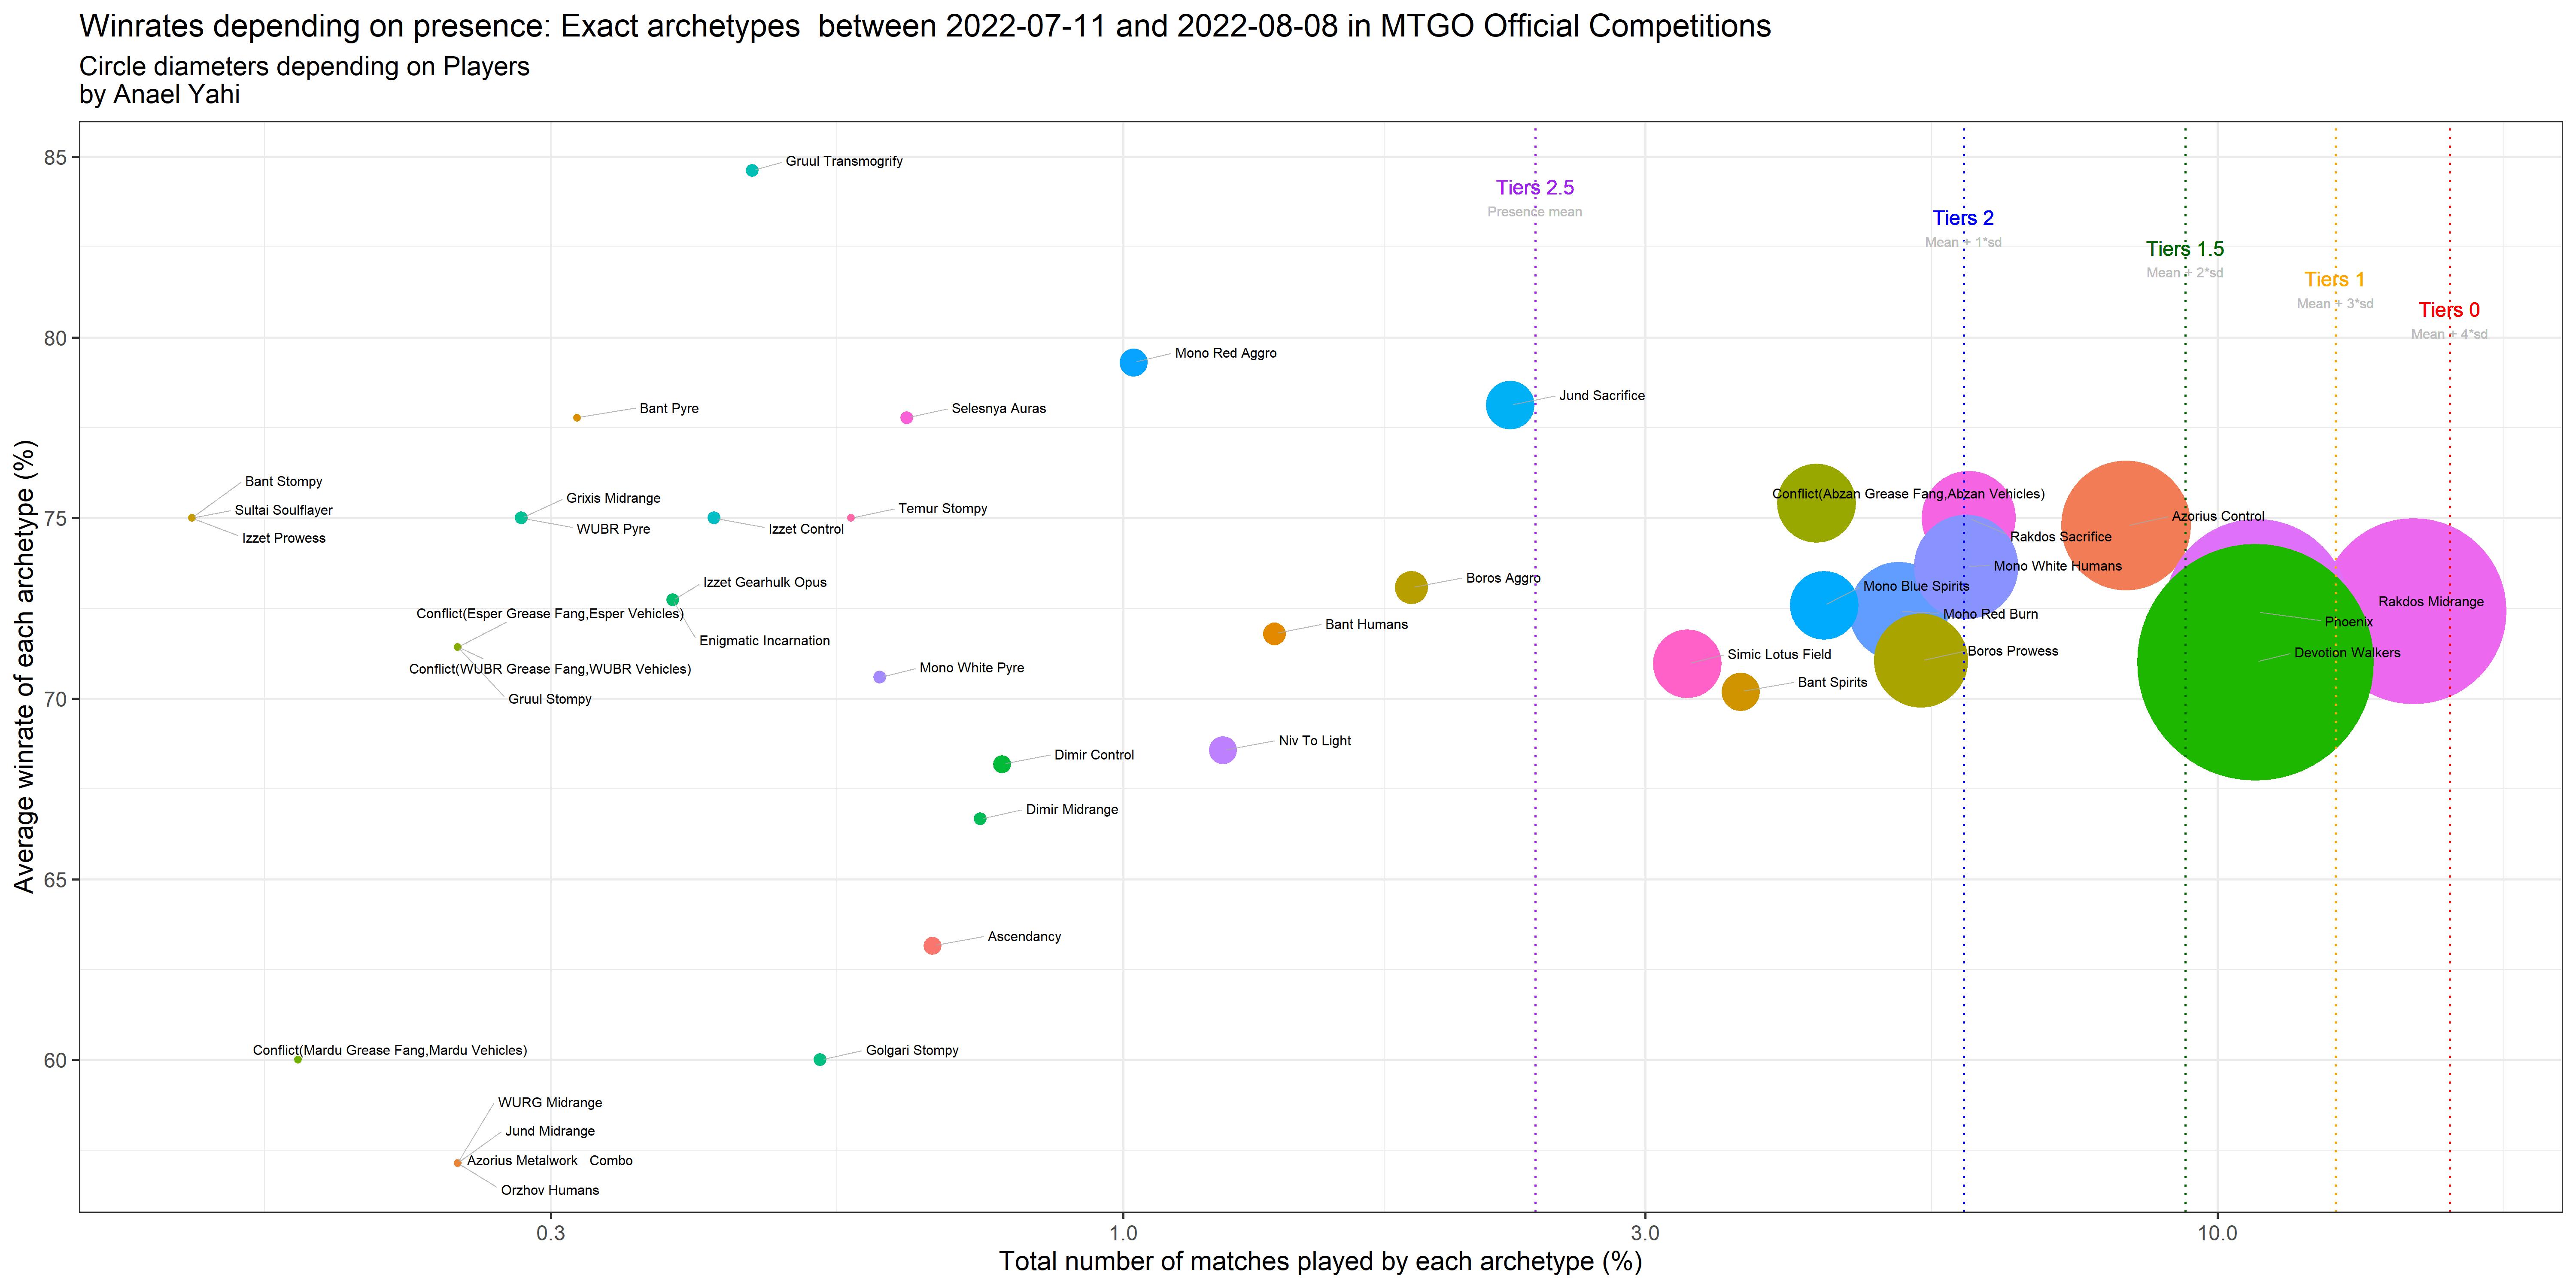 Winrates depending on presence: Exact archetypes  between 2022-07-11 and 2022-08-08 in MTGO Official Competitions
Circle diameters depending on Players
by Anael Yahi
Average winrate of each archetype (%)
85
80
75
70
65
60
Gruul Transmogrify
Tiers 2.5
Presence mean
Tiers 2
Mean + 1*sd
Tiers 1.5
Mean + 2*sd
Tiers 1
Mean + 3*sd
Tiers 0
Mean + 4*sd
Mono Red Aggro
Jund Sacrifice
Bant Pyre
Selesnya Auras
Bant Stompy
Sultai Soulflayer
Izzet Prowess
Grixis Midrange
WUBR Pyre
Izzet Control
Temur Stompy
Conflict(Abzan Grease Fang,Abzan Vehicles)
Azorius Control
Rakdos Sacrifice
Mono White Humans
Izzet Gearhulk Opus
Boros Aggro
Mono Blue Spirits
Mono Red Burn
Rakdos Midrange
Phoenix
Conflict(Esper Grease Fang,Esper Vehicles)
Enigmatic Incarnation
Bant Humans
Simic Lotus Field
Boros Prowess
Devotion Walkers
Conflict(WUBR Grease Fang,WUBR Vehicles)
Gruul Stompy
Mono White Pyre
Bant Spirits
Dimir Control
Niv To Light
Dimir Midrange
Ascendancy
Conflict(Mardu Grease Fang,Mardu Vehicles)
Golgari Stompy
WURG Midrange
Jund Midrange
Azorius Metalwork   Combo
Orzhov Humans
0.3
1.0
3.0
10.0
Total number of matches played by each archetype (%)